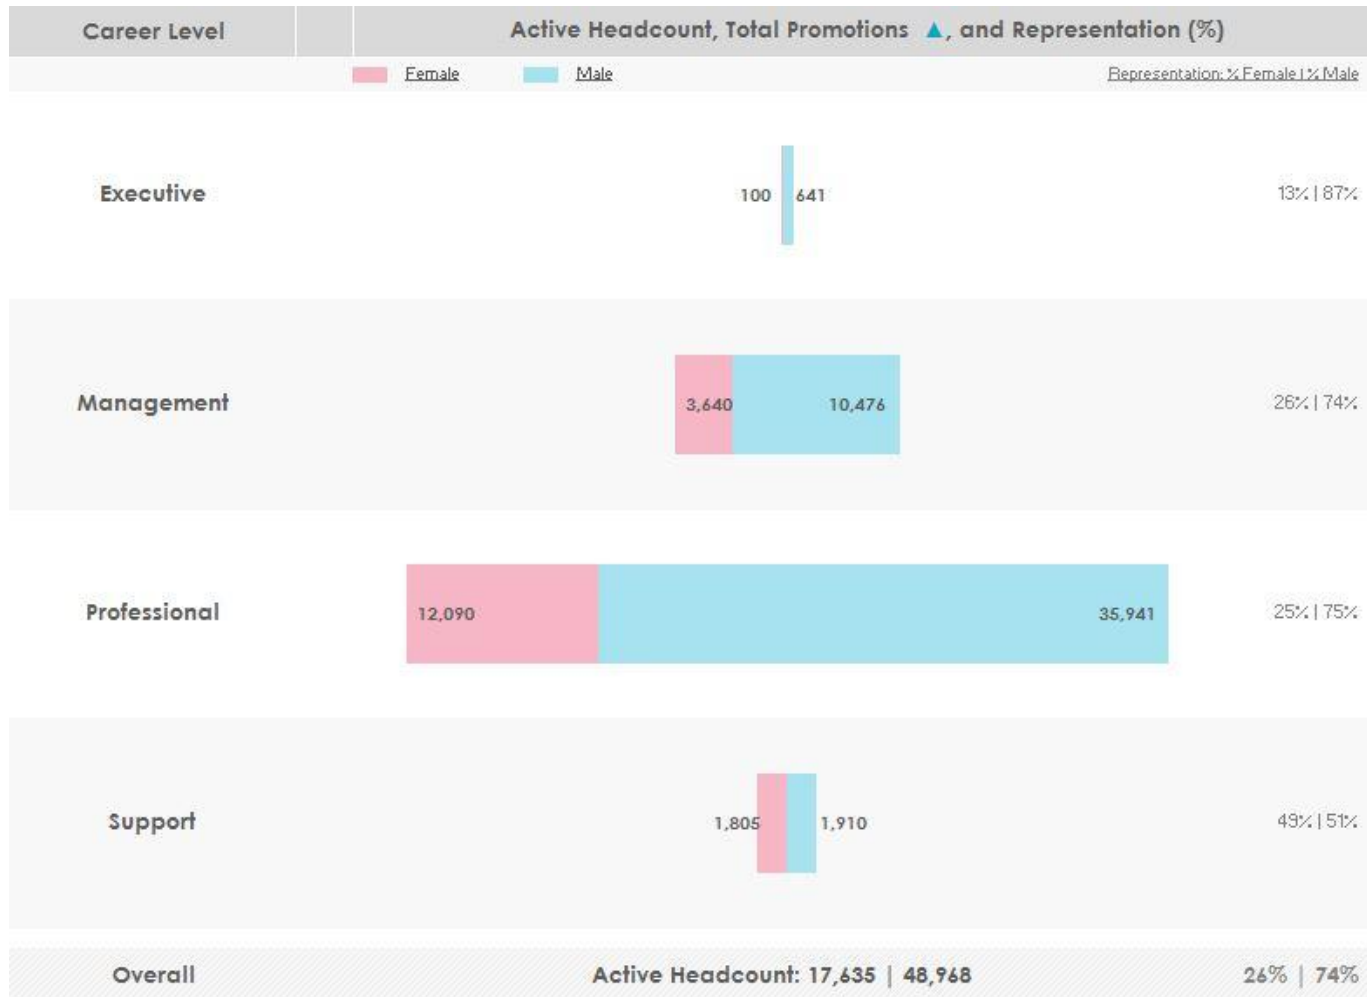 Career Level Active Headcount, Total Promotions ▲, and Representation (%)
Female Male Representation: % Female | % Male
Executive 100 641 13% | 87%
Management 3,640 10,476 26% | 74%
Professional 12,090 35,941 25% | 75%
Support 1,805 1,910 49% | 51%
Overall Active Headcount: 17,635 | 48,968 26% | 74%